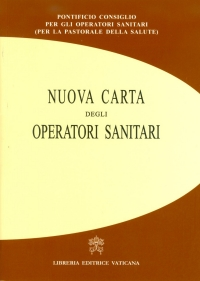 PONTIFICIO CONSIGLIO
PER GLI OPERATORI SANITARI
(PER LA PASTORALE DELLA SALUTE)
NUOVA CARTA
DEGLI
OPERATORI SANITARI
LIBRERIA EDITRICE VATICANA